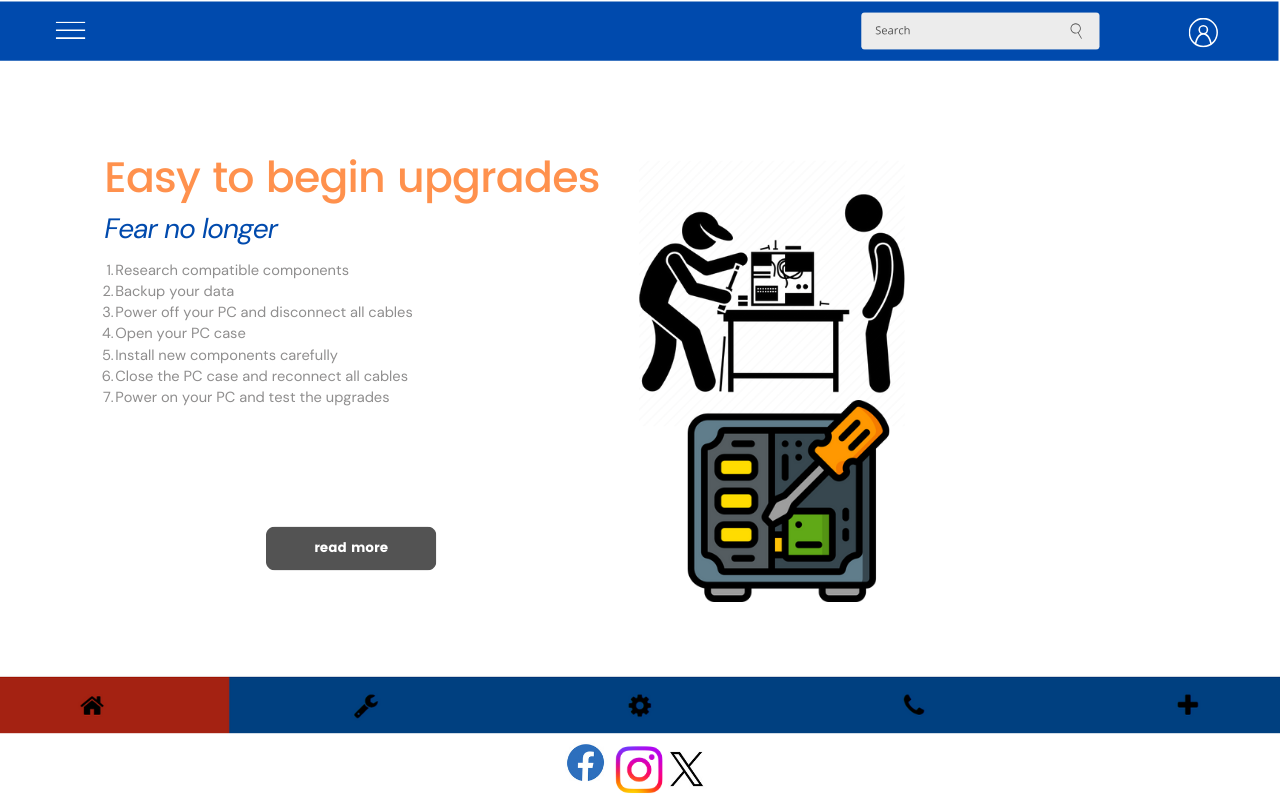 Search
Easy to begin upgrades
Fear no longer
1. Research compatible components
2. Backup your data
3. Power off your PC and disconnect all cables
4. Open your PC case
5. Install new components carefully
6. Close the PC case and reconnect all cables
7. Power on your PC and test the upgrades
read more